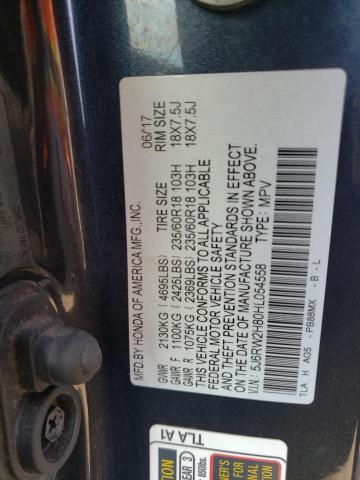 MFD.BY HONDA OF AMERICA MFG.,INC. 06/17
GVWR 2130KG (4695LBS) TIRE SIZE RIM SIZE
GAWR F 1100KG (2425LBS) 235/60R18 103H 18X7.5J
GAWR R 1075KG (2369LBS) 235/60R18 103H 18X7.5J
THIS VEHICLE CONFORMS TO ALL APPLICABLE
FEDERAL MOTOR VEHICLE SAFETY
AND THEFT PREVENTION STANDARDS IN EFFECT
ON THE DATE OF MANUFACTURE SHOWN ABOVE.
V.I.N.: 5J6RW2H80HL054558 TYPE: MPV
TLA H AG5 - PB88MX - B - L
TLA A1